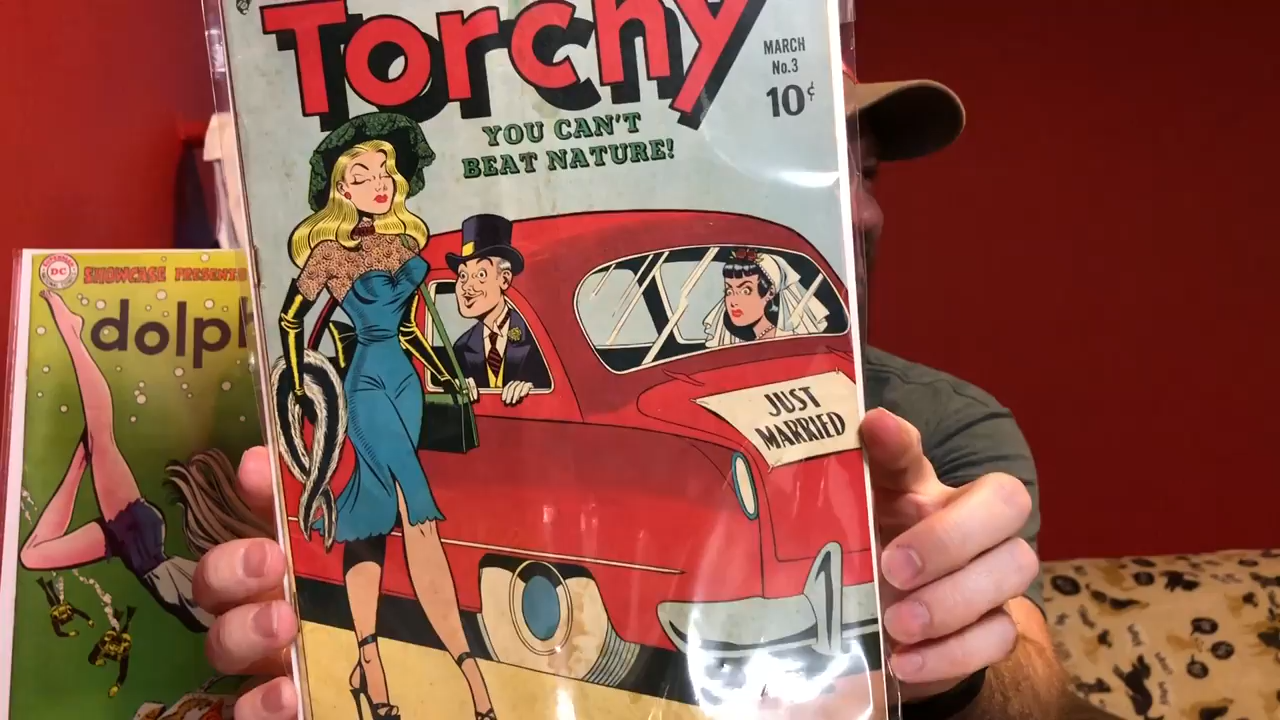 Torchy
MARCH
No.3
10¢
YOU CAN'T
BEAT NATURE!
JUST
MARRIED
DC
SHOWCASE PRESENTS
dolph